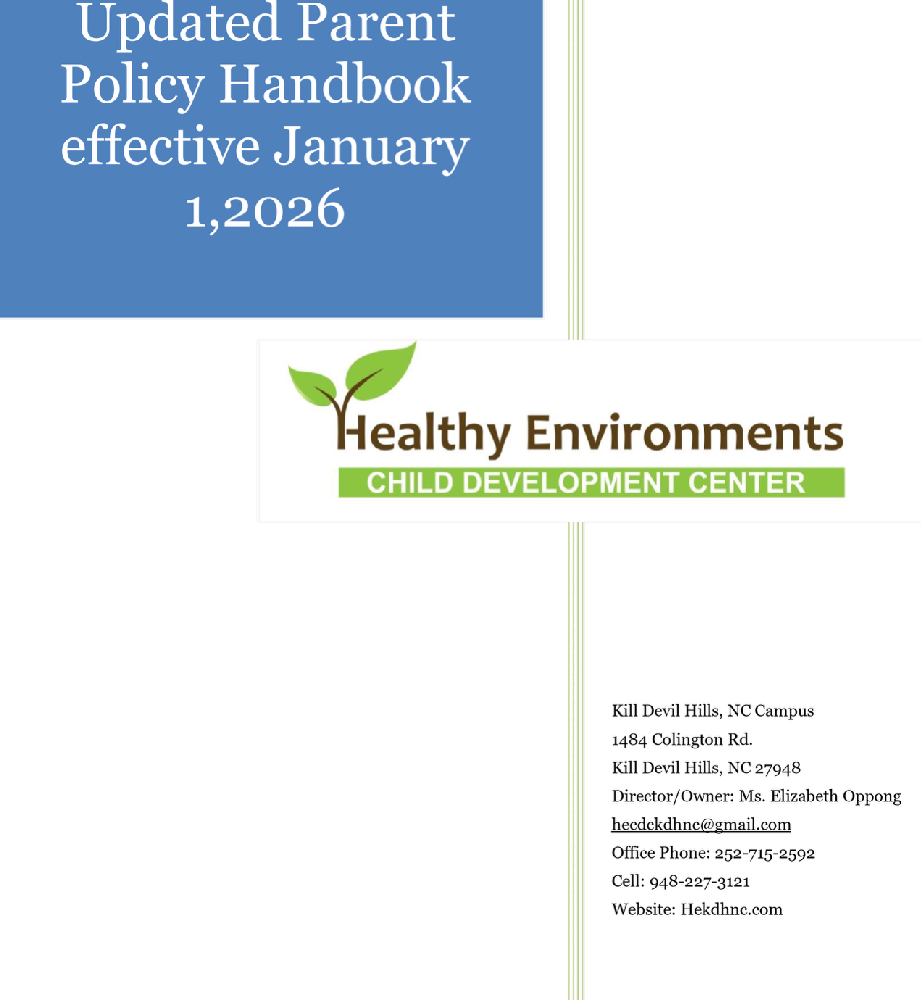 Updated Parent
Policy Handbook
effective January
1,2026
Healthy Environments
CHILD DEVELOPMENT CENTER
Kill Devil Hills, NC Campus
1484 Colington Rd.
Kill Devil Hills, NC 27948
Director/Owner: Ms. Elizabeth Oppong
hecdckdhnc@gmail.com
Office Phone: 252-715-2592
Cell: 948-227-3121
Website: Hekdhnc.com